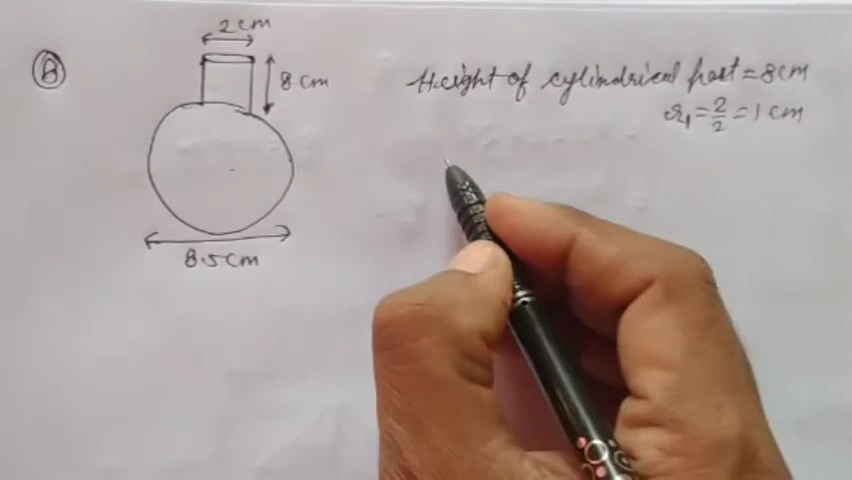 8
2 cm
8 cm
8.5 cm
Height of cylindrical part = 8 cm
r₁ = 2/2 = 1 cm